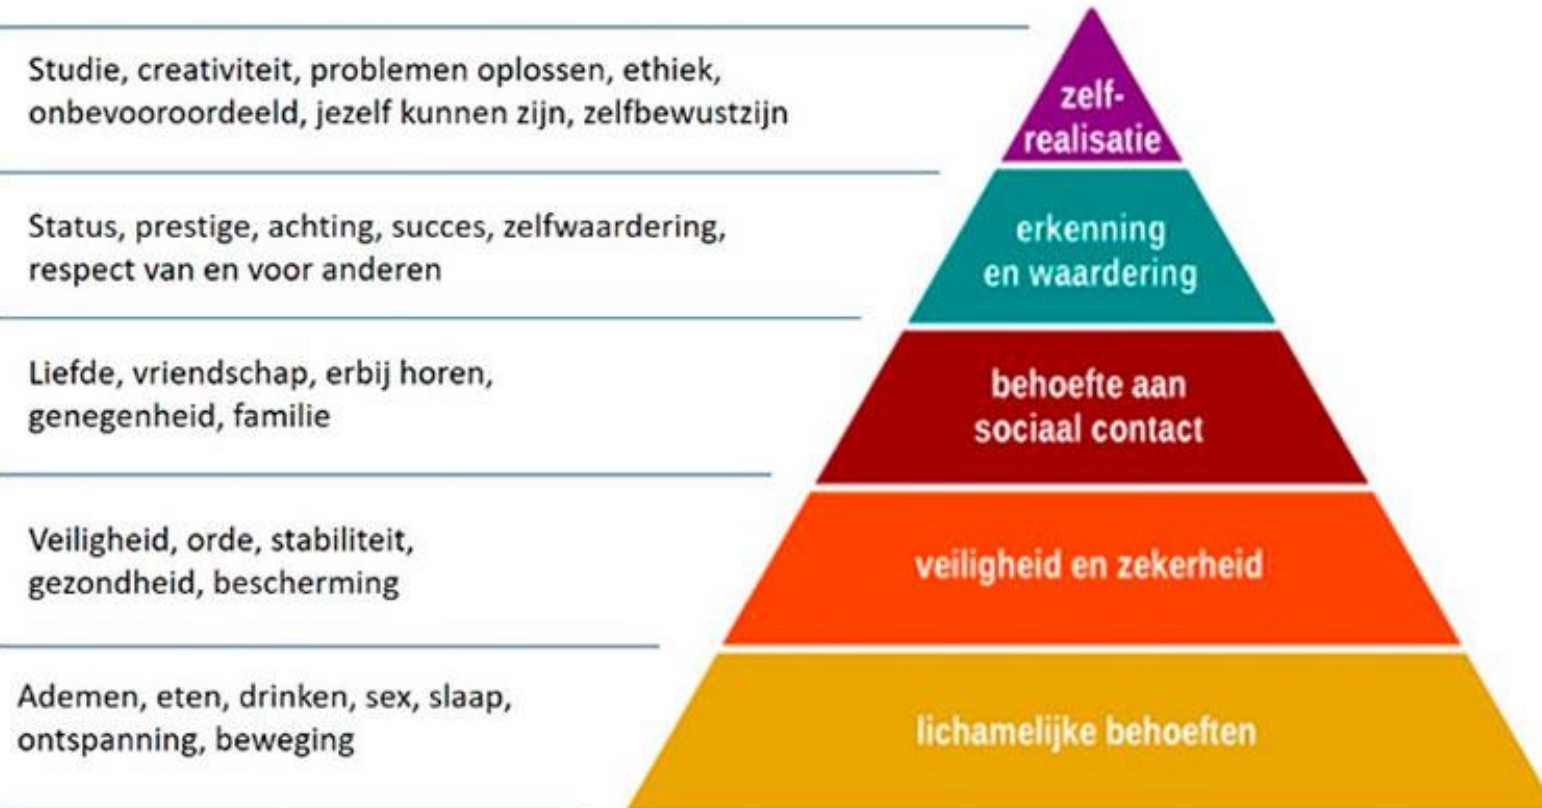 Studie, creativiteit, problemen oplossen, ethiek,
onbevooroordeeld, jezelf kunnen zijn, zelfbewustzijn
zelf-
realisatie
Status, prestige, achting, succes, zelfwaardering,
respect van en voor anderen
erkenning
en waardering
Liefde, vriendschap, erbij horen,
genegenheid, familie
behoefte aan
sociaal contact
Veiligheid, orde, stabiliteit,
gezondheid, bescherming
veiligheid en zekerheid
Ademen, eten, drinken, sex, slaap,
ontspanning, beweging
lichamelijke behoeften